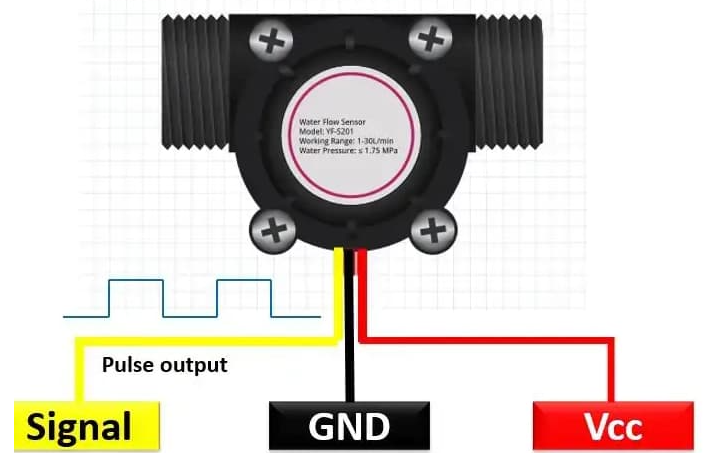 Water Flow Sensor
Model: YF-S201
Working Range: 1-30L/min
Water Pressure: ≤ 1.75 MPa
Pulse output
Signal
GND
Vcc